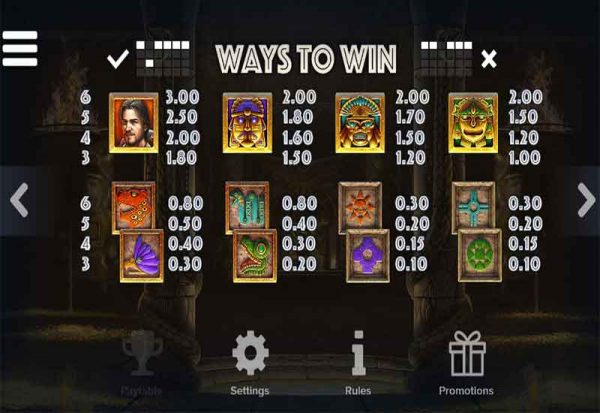 WAYS TO WIN
6 3.00 2.00 2.00 2.00
5 2.50 1.80 1.70 1.50
4 2.00 1.60 1.50 1.20
3 1.80 1.50 1.20 1.00
6 0.80 0.80 0.30 0.30
5 0.50 0.40 0.20 0.20
4 0.40 0.30 0.15 0.15
3 0.30 0.20 0.10 0.10
Paytable Settings Rules Promotions